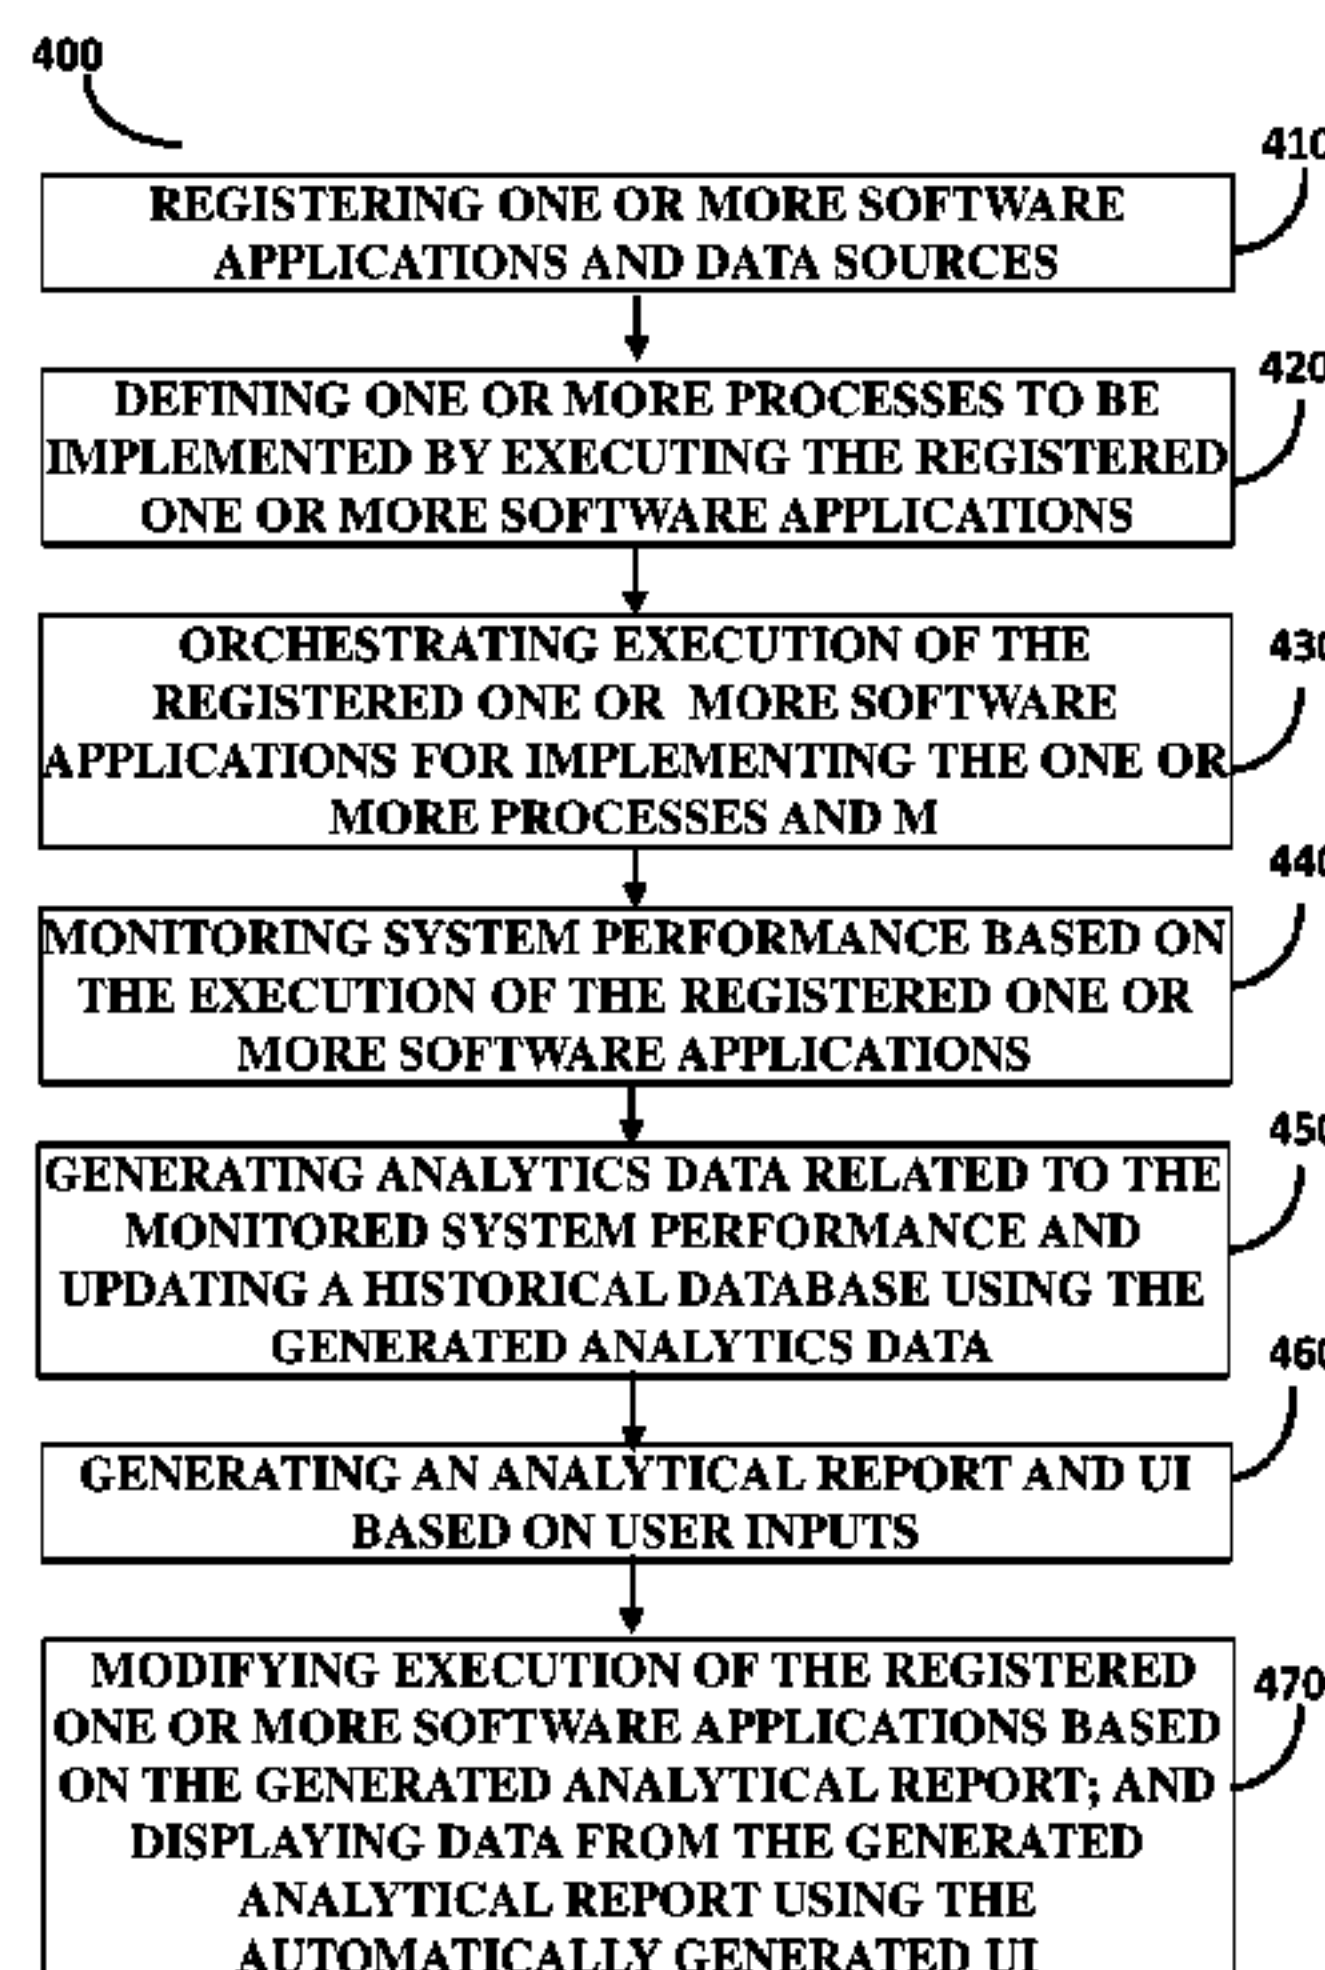 400
410
REGISTERING ONE OR MORE SOFTWARE
APPLICATIONS AND DATA SOURCES
420
DEFINING ONE OR MORE PROCESSES TO BE
IMPLEMENTED BY EXECUTING THE REGISTERED
ONE OR MORE SOFTWARE APPLICATIONS
430
ORCHESTRATING EXECUTION OF THE
REGISTERED ONE OR MORE SOFTWARE
APPLICATIONS FOR IMPLEMENTING THE ONE OR
MORE PROCESSES AND M
440
MONITORING SYSTEM PERFORMANCE BASED ON
THE EXECUTION OF THE REGISTERED ONE OR
MORE SOFTWARE APPLICATIONS
450
GENERATING ANALYTICS DATA RELATED TO THE
MONITORED SYSTEM PERFORMANCE AND
UPDATING A HISTORICAL DATABASE USING THE
GENERATED ANALYTICS DATA
460
GENERATING AN ANALYTICAL REPORT AND UI
BASED ON USER INPUTS
470
MODIFYING EXECUTION OF THE REGISTERED
ONE OR MORE SOFTWARE APPLICATIONS BASED
ON THE GENERATED ANALYTICAL REPORT; AND
DISPLAYING DATA FROM THE GENERATED
ANALYTICAL REPORT USING THE
AUTOMATICALLY GENERATED UI